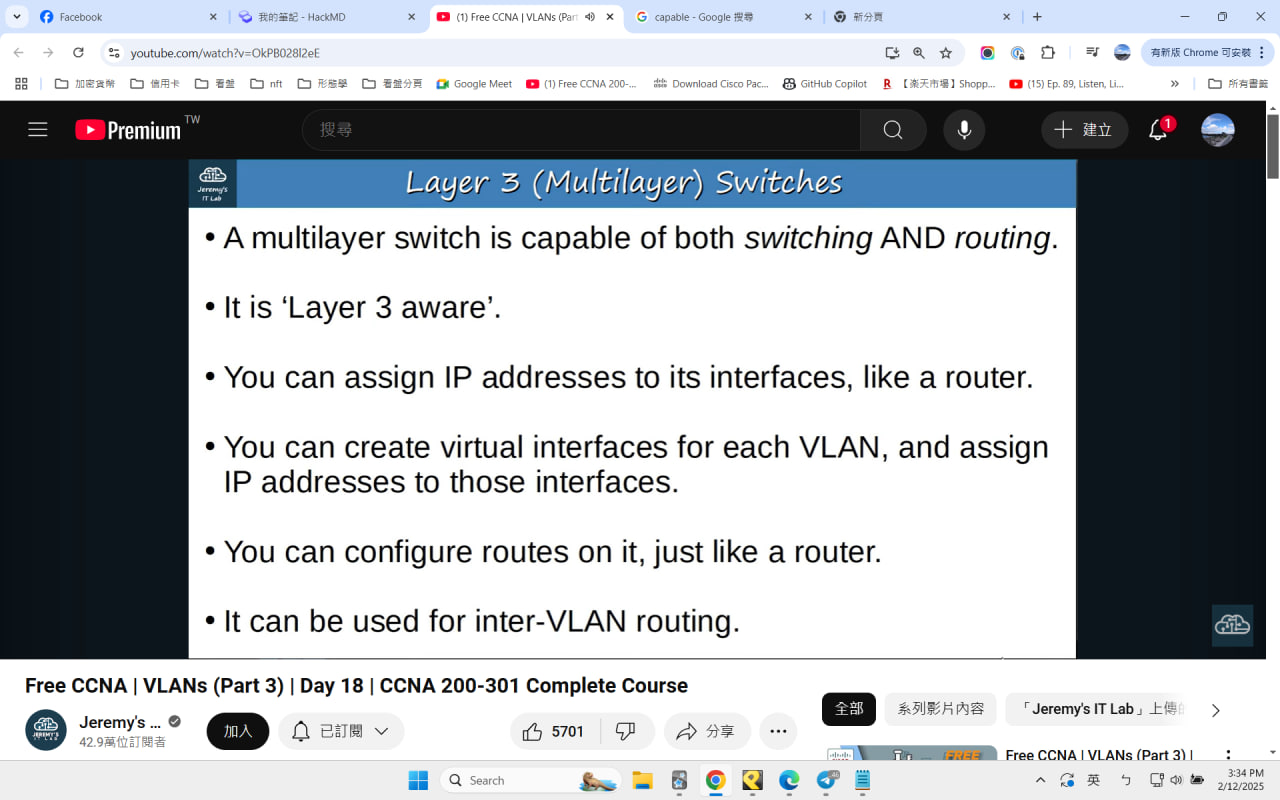 Facebook
我的筆記 - HackMD
(1) Free CCNA | VLANs (Part
capable - Google 搜尋
新分頁
youtube.com/watch?v=OkPB028l2eE
有新版 Chrome 可安裝
加密貨幣
信用卡
看盤
nft
形態學
看盤分頁
Google Meet
(1) Free CCNA 200-...
Download Cisco Pac...
GitHub Copilot
【楽天市場】Shopp...
(15) Ep. 89, Listen, Li...
所有書籤
Premium TW
搜尋
建立
1
Jeremy's
IT Lab
Layer 3 (Multilayer) Switches
• A multilayer switch is capable of both switching AND routing.
• It is ‘Layer 3 aware’.
• You can assign IP addresses to its interfaces, like a router.
• You can create virtual interfaces for each VLAN, and assign
IP addresses to those interfaces.
• You can configure routes on it, just like a router.
• It can be used for inter-VLAN routing.
Free CCNA | VLANs (Part 3) | Day 18 | CCNA 200-301 Complete Course
Jeremy's ...
42.9萬位訂閱者
加入
已訂閱
5701
分享
全部
系列影片內容
「Jeremy's IT Lab」上傳的
FREE
Free CCNA | VLANs (Part 3) |
Search
46
英
ㄅ
3:34 PM
2/12/2025